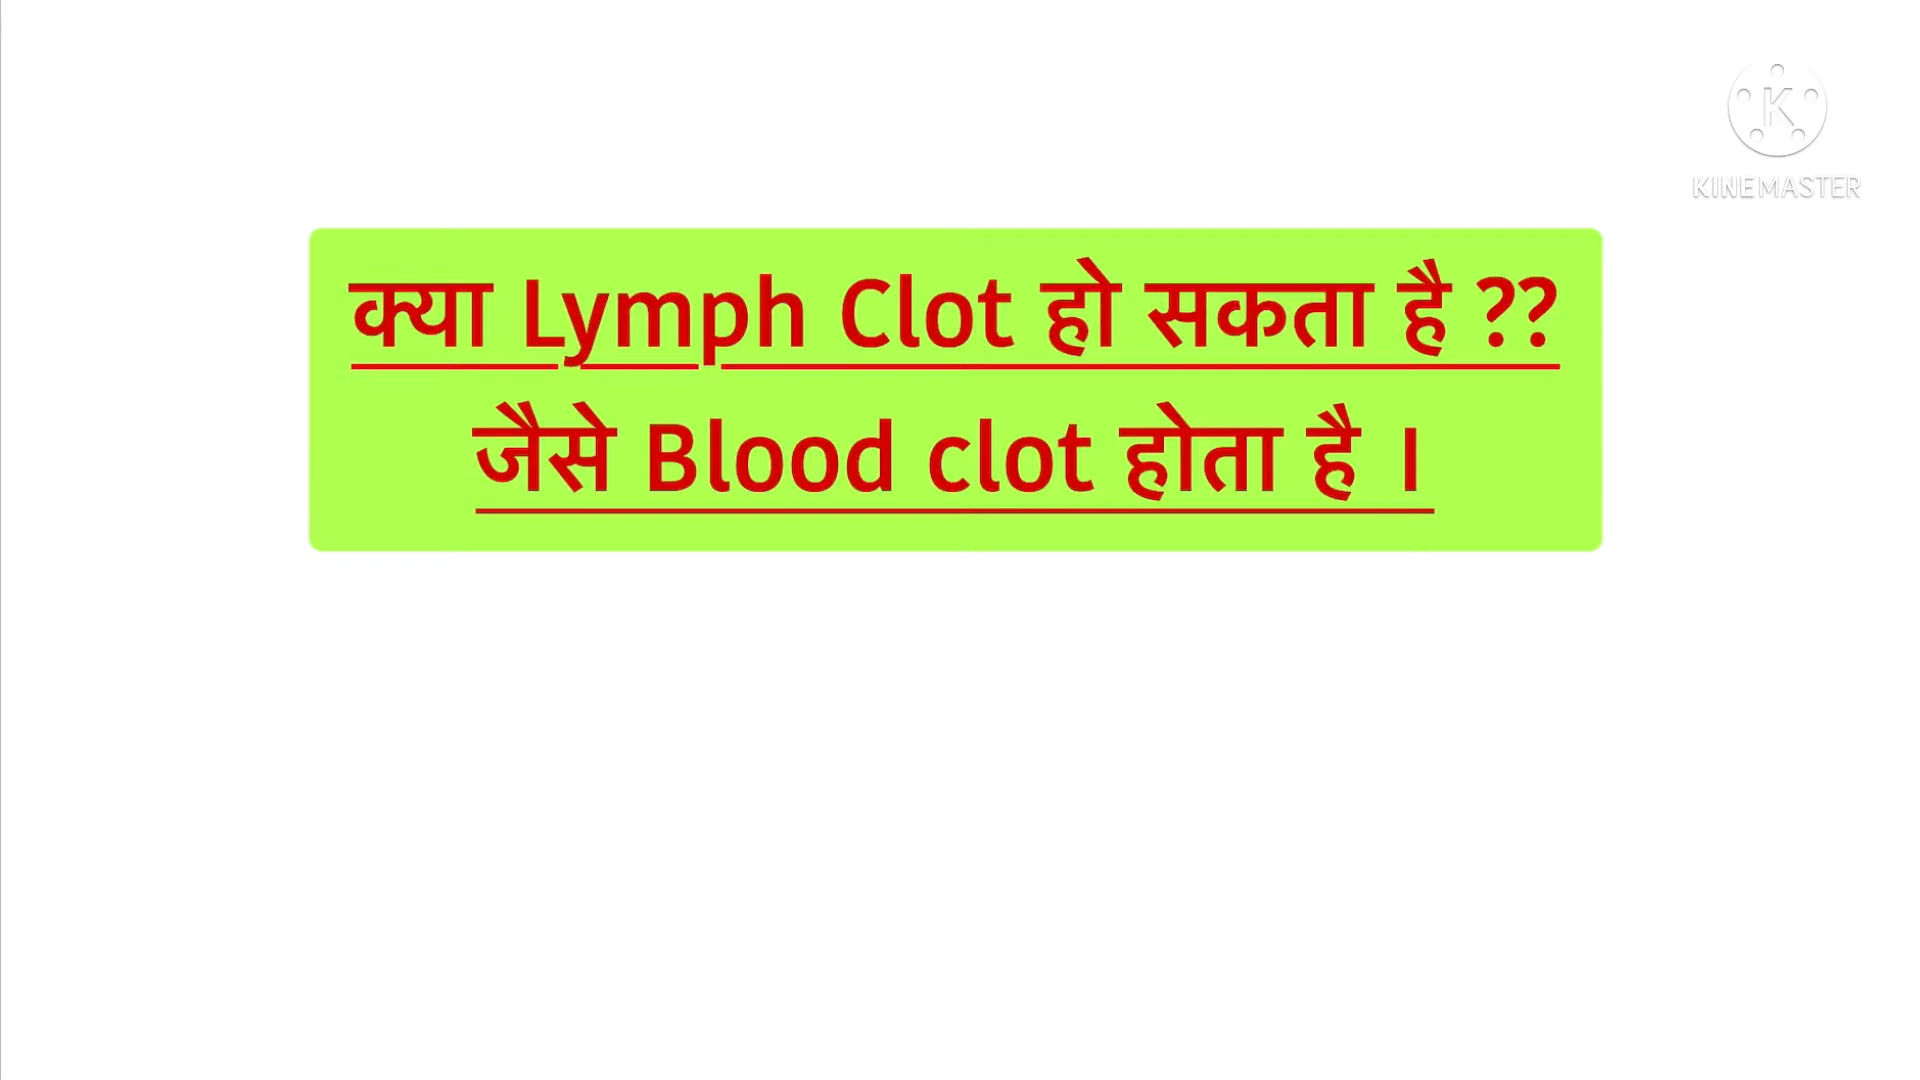 K
KINEMASTER
क्या Lymph Clot हो सकता है ??
जैसे Blood clot होता है ।